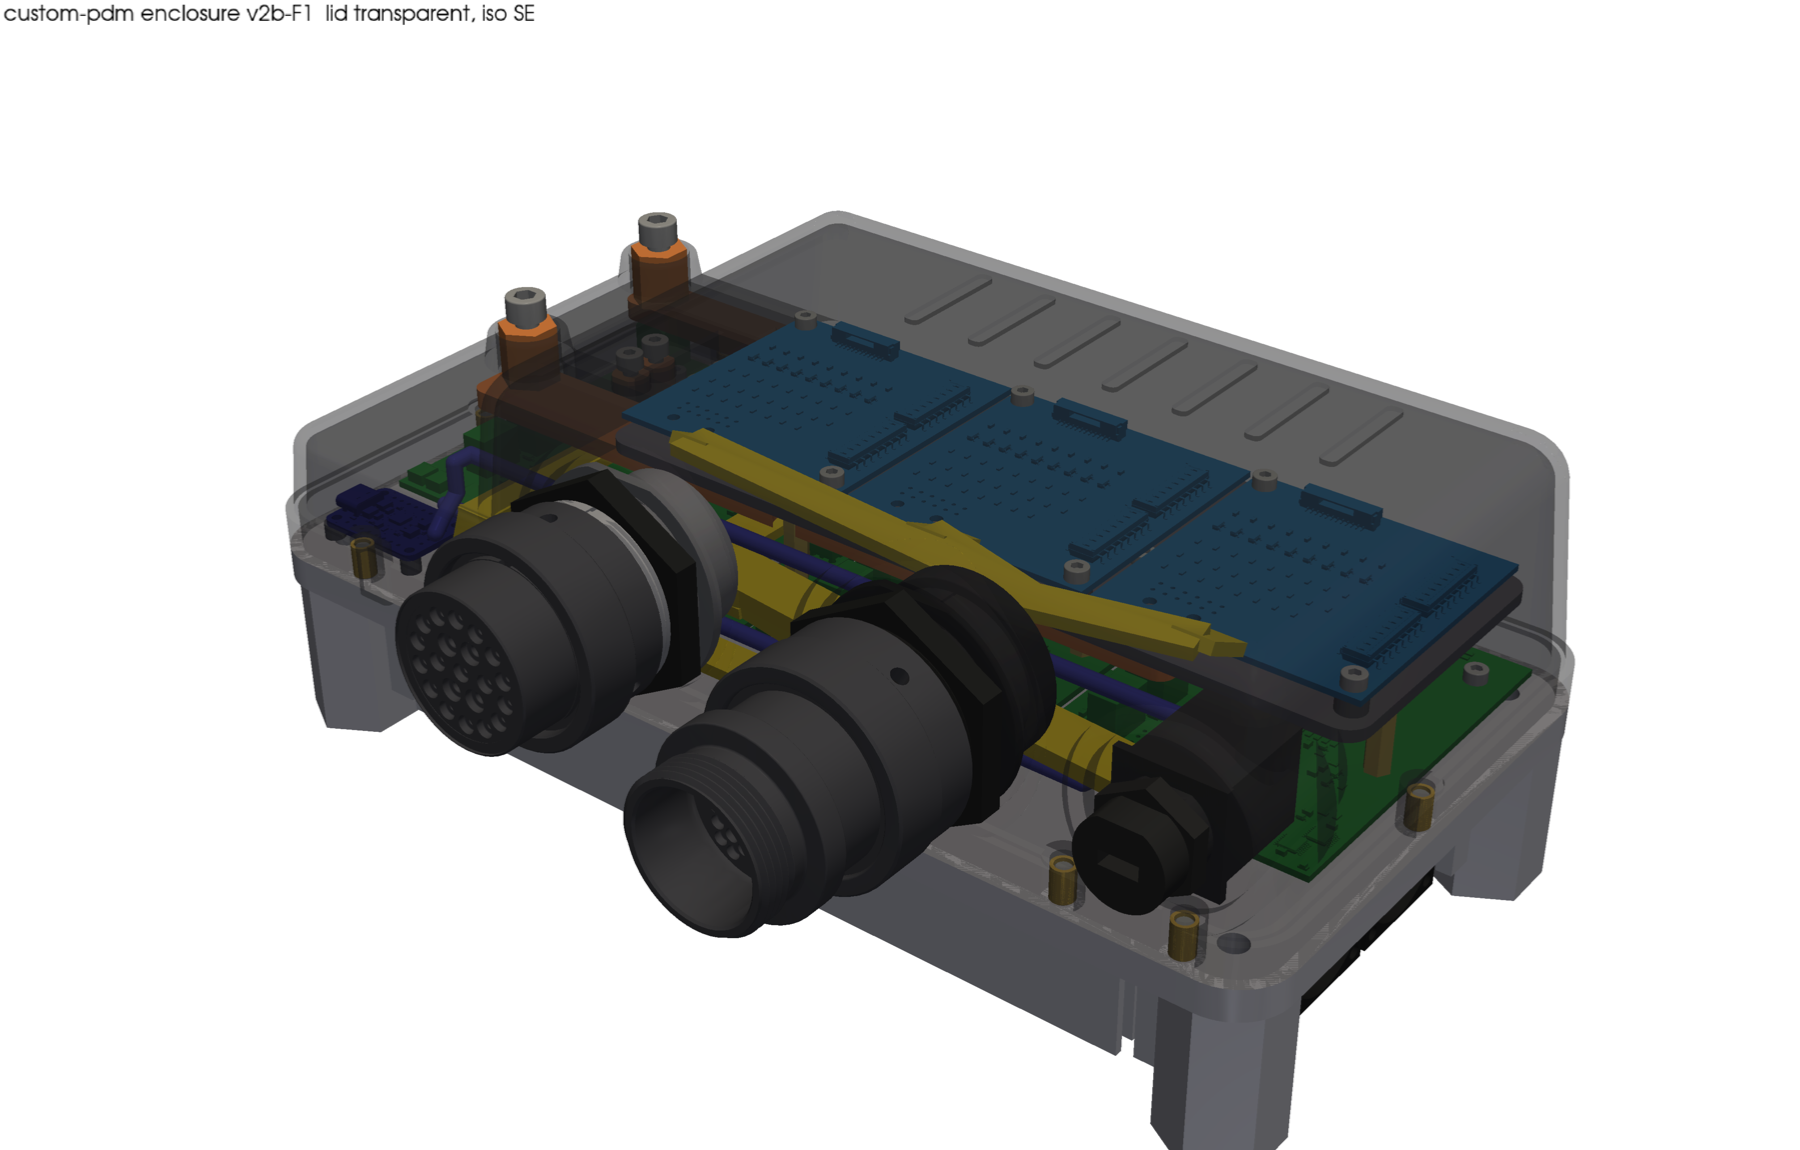 custom-pdm enclosure v2b-F1  lid transparent, iso SE